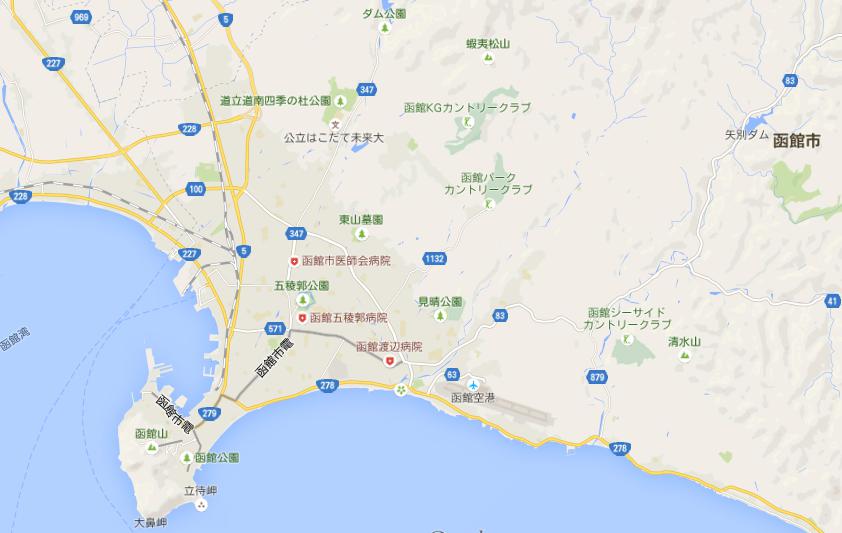 ダム公園
969
5
蝦夷松山
227
83
347
道立道南四季の杜公園
函館KGカントリークラブ
公立はこだて未来大
228
矢別ダム
函館市
函館パーク
カントリークラブ
100
228
東山墓園
347
227
5
1132
函館市医師会病院
五稜郭公園
見晴公園
41
函館湾
函館五稜郭病院
83
函館シーサイド
カントリークラブ
571
函館渡辺病院
清水山
函館市電
63
879
278
函館空港
函館市電
279
函館山
278
函館公園
立待岬
大鼻岬